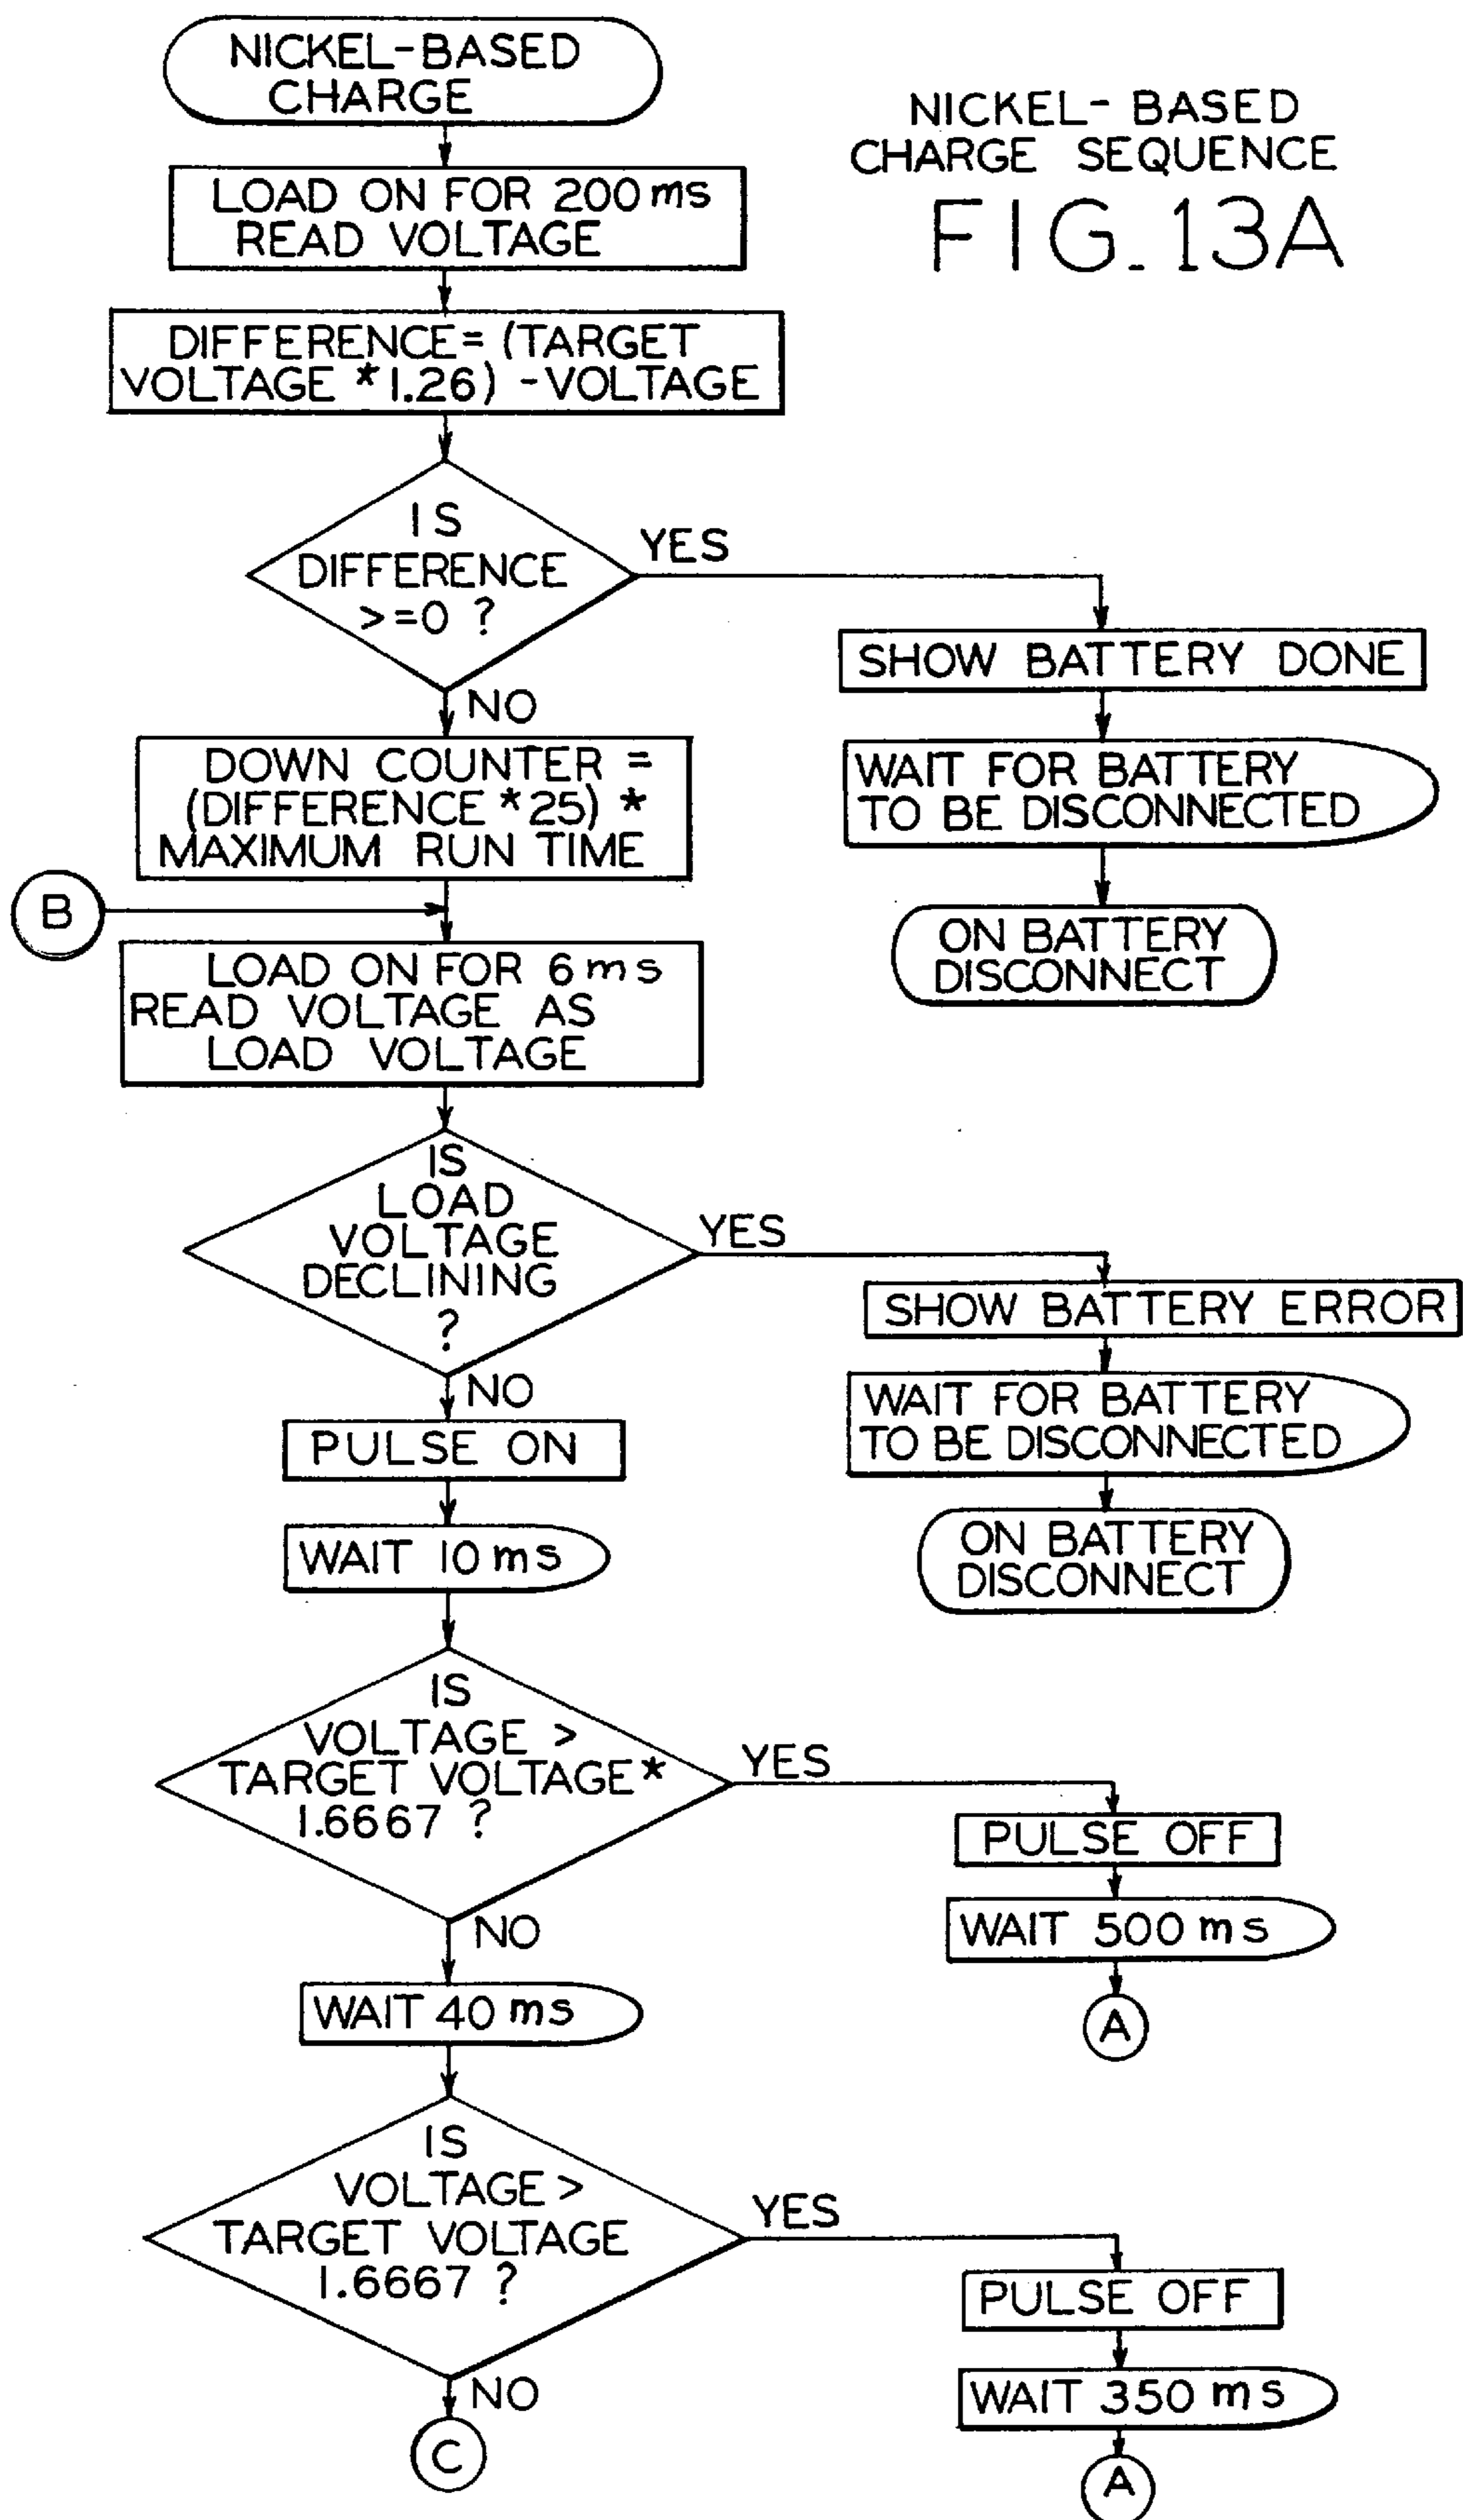 NICKEL-BASED
CHARGE
NICKEL- BASED
CHARGE SEQUENCE
FIG. 13A
LOAD ON FOR 200 ms
READ VOLTAGE
DIFFERENCE= (TARGET
VOLTAGE *1.26) -VOLTAGE
IS
DIFFERENCE
>=0 ?
YES
SHOW BATTERY DONE
WAIT FOR BATTERY
TO BE DISCONNECTED
ON BATTERY
DISCONNECT
NO
DOWN COUNTER =
(DIFFERENCE *25) *
MAXIMUM RUN TIME
B
LOAD ON FOR 6 ms
READ VOLTAGE AS
LOAD VOLTAGE
IS
LOAD
VOLTAGE
DECLINING
?
YES
SHOW BATTERY ERROR
WAIT FOR BATTERY
TO BE DISCONNECTED
ON BATTERY
DISCONNECT
NO
PULSE ON
WAIT 10 ms
IS
VOLTAGE >
TARGET VOLTAGE*
1.6667 ?
YES
PULSE OFF
WAIT 500 ms
A
NO
WAIT 40 ms
IS
VOLTAGE >
TARGET VOLTAGE
1.6667 ?
YES
PULSE OFF
WAIT 350 ms
A
NO
C